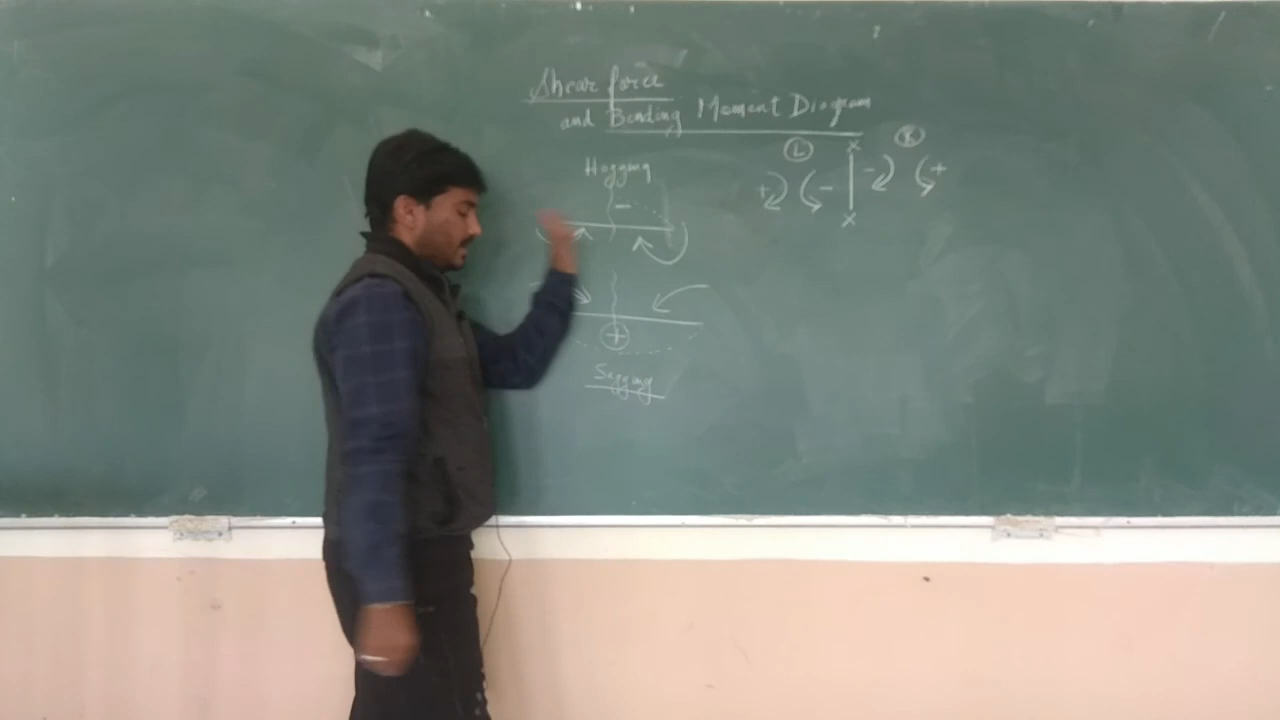 Shear force
and Bending Moment Diagram
Hogging
L R
x
+ - - +
x
-
+
Sagging